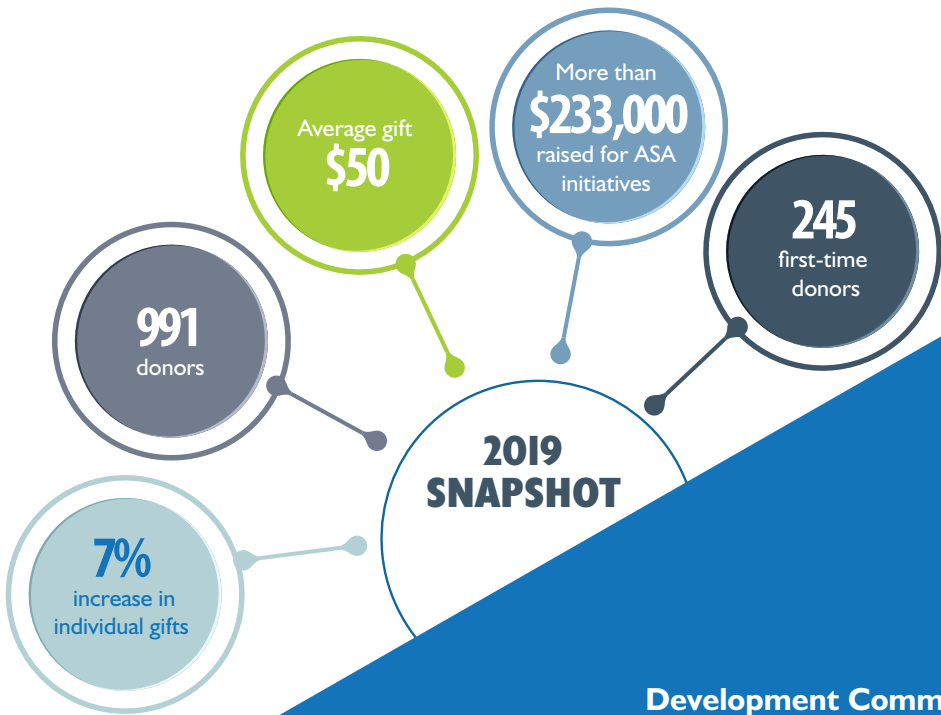 More than
$233,000
raised for ASA
initiatives
Average gift
$50
245
first-time
donors
991
donors
2019
SNAPSHOT
7%
increase in
individual gifts
Development Comm